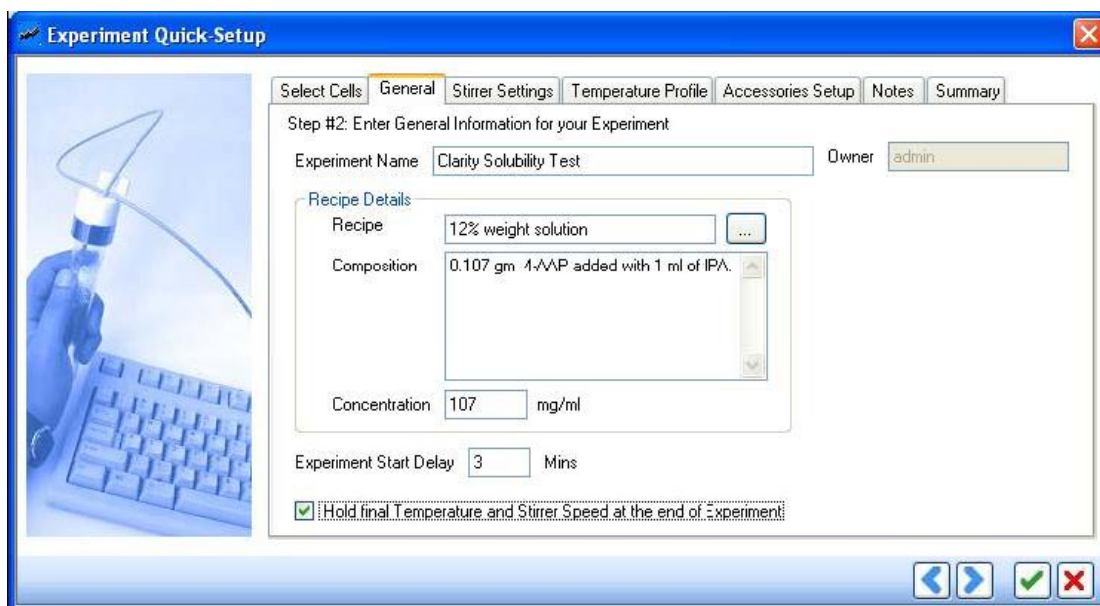 Experiment Quick-Setup
Select Cells General Stirrer Settings Temperature Profile Accessories Setup Notes Summary
Step #2: Enter General Information for your Experiment
Experiment Name Clarity Solubility Test Owner admin
Recipe Details
Recipe 12% weight solution ...
Composition 0.107 gm 4-AAP added with 1 ml of IPA.
Concentration 107 mg/ml
Experiment Start Delay 3 Mins
Hold final Temperature and Stirrer Speed at the end of Experiment